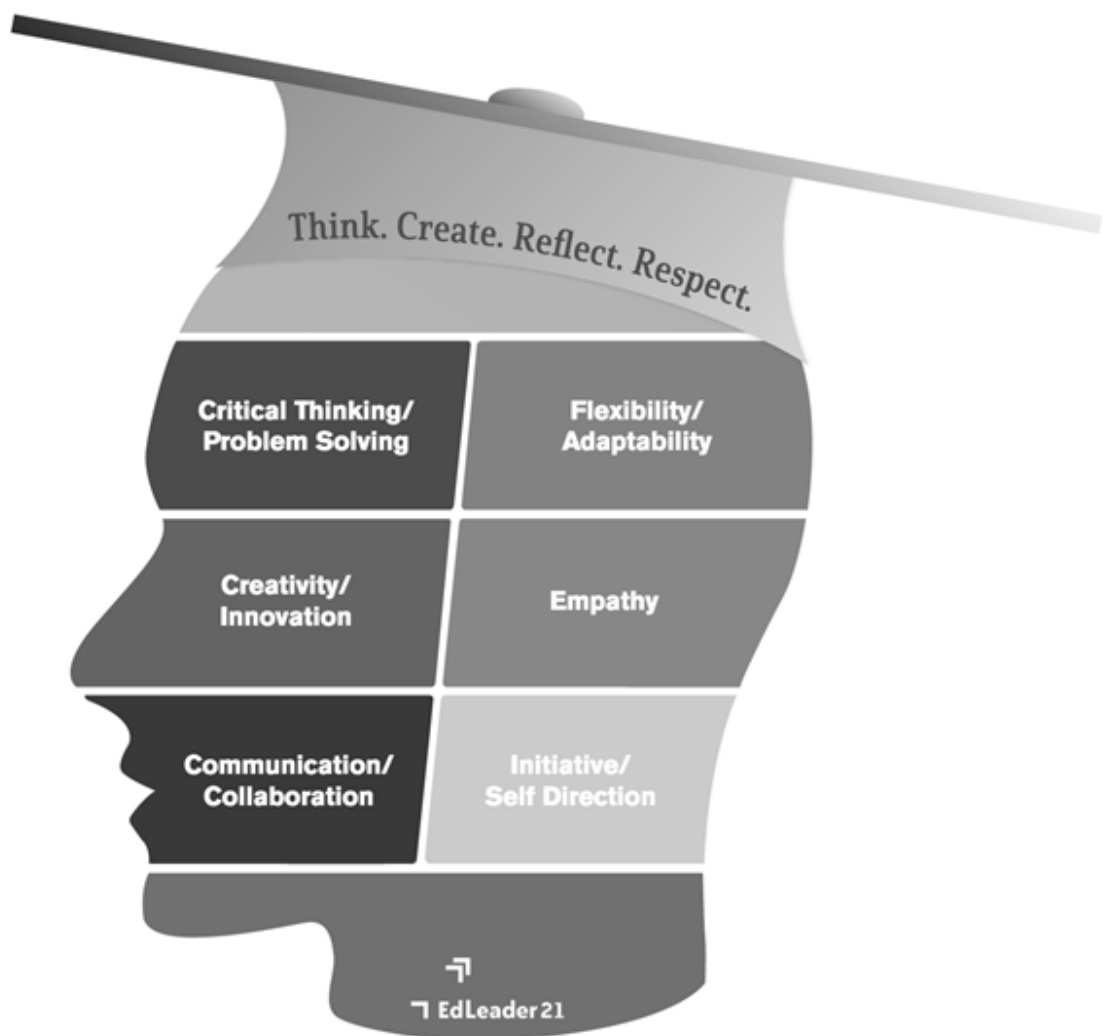 Think. Create. Reflect. Respect.
Critical Thinking/
Problem Solving
Flexibility/
Adaptability
Creativity/
Innovation
Empathy
Communication/
Collaboration
Initiative/
Self Direction
EdLeader21